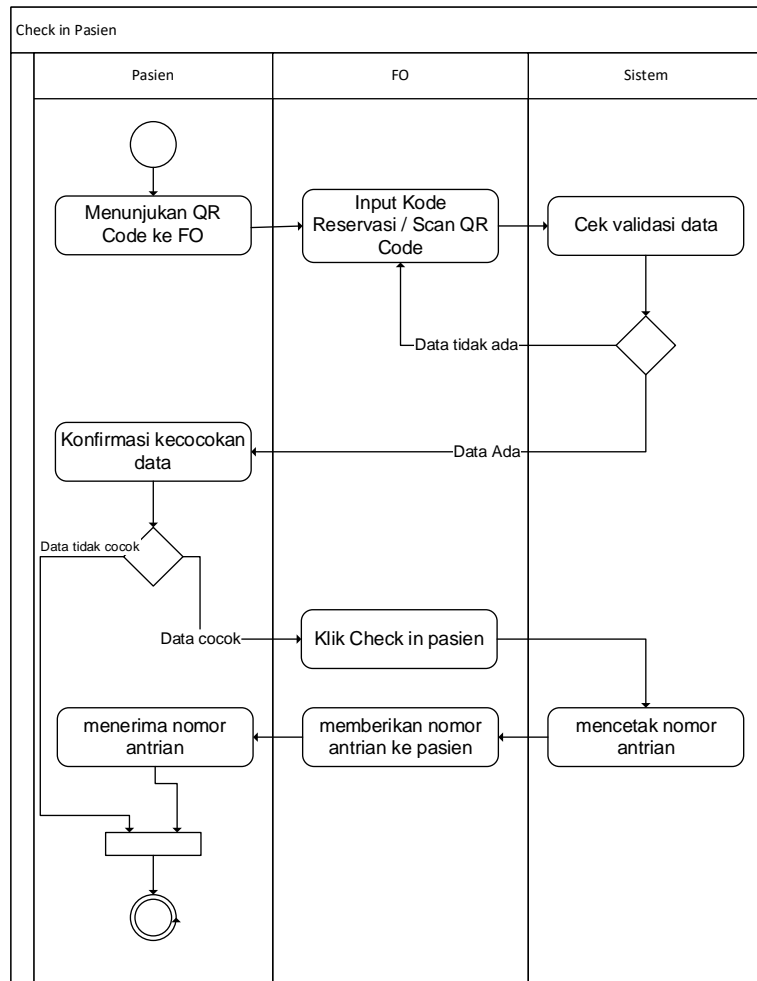 Check in Pasien
Pasien
FO
Sistem
Menunjukan QR
Code ke FO
Input Kode
Reservasi / Scan QR
Code
Cek validasi data
Data tidak ada
Konfirmasi kecocokan
data
Data Ada
Data tidak cocok
Data cocok
Klik Check in pasien
menerima nomor
antrian
memberikan nomor
antrian ke pasien
mencetak nomor
antrian